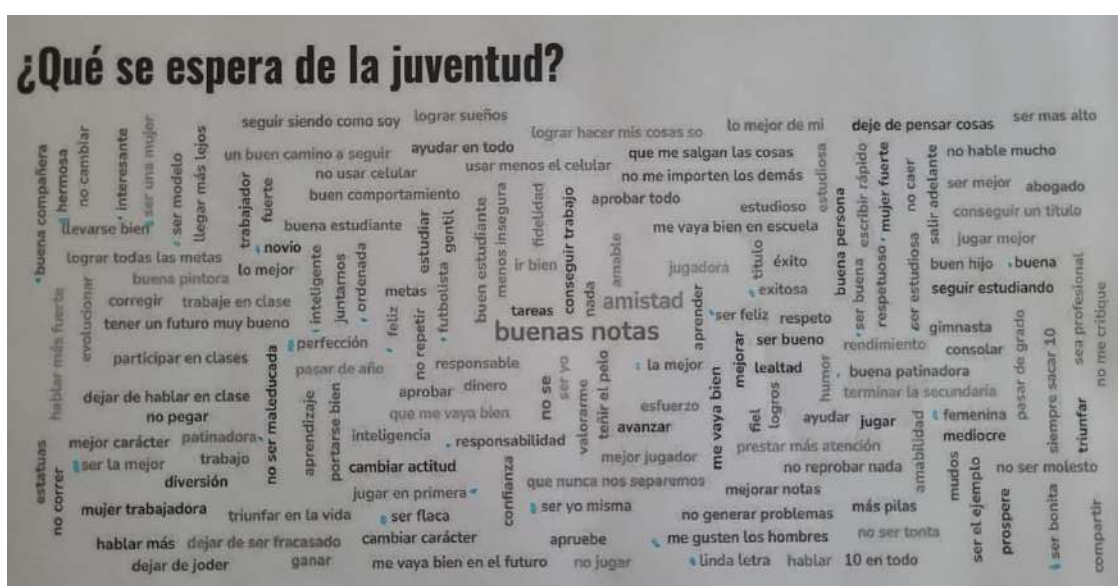 ¿Qué se espera de la juventud?
seguir siendo como soy
lograr sueños
lograr hacer mis cosas so
lo mejor de mi
deje de pensar cosas
ser mas alto
buena compañera
hermosa
no cambiar
interesante
ser una mujer
ser modelo
llegar más lejos
un buen camino a seguir
ayudar en todo
usar menos el celular
que me salgan las cosas
no hable mucho
trabajador
fuerte
no usar celular
no me importen los demás
estudiosa
ser mejor
abogado
buen comportamiento
aprobar todo
estudioso
conseguir un titulo
llevarse bien
buena estudiante
me vaya bien en escuela
jugar mejor
novio
estudiar
gentil
buen estudiante
menos insegura
fidelidad
conseguir trabajo
amable
buena persona
ser buena
escribir rápido
respetuoso
mujer fuerte
no caer
ser estudiosa
salir adelante
lograr todas las metas
lo mejor
ir bien
jugadora
título
éxito
buen hijo
buena
buena pintora
inteligente
juntarnos
ordenada
metas
nada
exitosa
seguir estudiando
evolucionar
corregir
trabaje en clase
feliz
no repetir
futbolista
tareas
amistad
aprender
ser feliz
respeto
sea profesional
no me critique
tener un futuro muy bueno
buenas notas
gimnasta
hablar más fuerte
perfección
ser bueno
rendimiento
consolar
pasar de grado
siempre sacar 10
participar en clases
pasar de año
responsable
no se
ser yo
valorarme
teñir el pelo
la mejor
mejorar
lealtad
humor
buena patinadora
dejar de hablar en clase
no ser maleducada
aprobar
dinero
terminar la secundaria
no pegar
aprendizaje
portarse bien
que me vaya bien
esfuerzo
me vaya bien
fiel
logros
ayudar
jugar
femenina
triunfar
mejor carácter
patinadora
inteligencia
responsabilidad
avanzar
prestar más atención
amabilidad
mediocre
estatuas
ser la mejor
trabajo
cambiar actitud
mejor jugador
no reprobar nada
mudos
no ser molesto
no correr
diversión
confianza
que nunca nos separemos
mejorar notas
jugar en primera
ser el ejemplo
prospere
ser bonita
compartir
mujer trabajadora
triunfar en la vida
ser flaca
ser yo misma
no generar problemas
más pilas
hablar más
dejar de ser fracasado
cambiar carácter
apruebe
me gusten los hombres
no ser tonta
dejar de joder
ganar
me vaya bien en el futuro
no jugar
linda letra
hablar
10 en todo